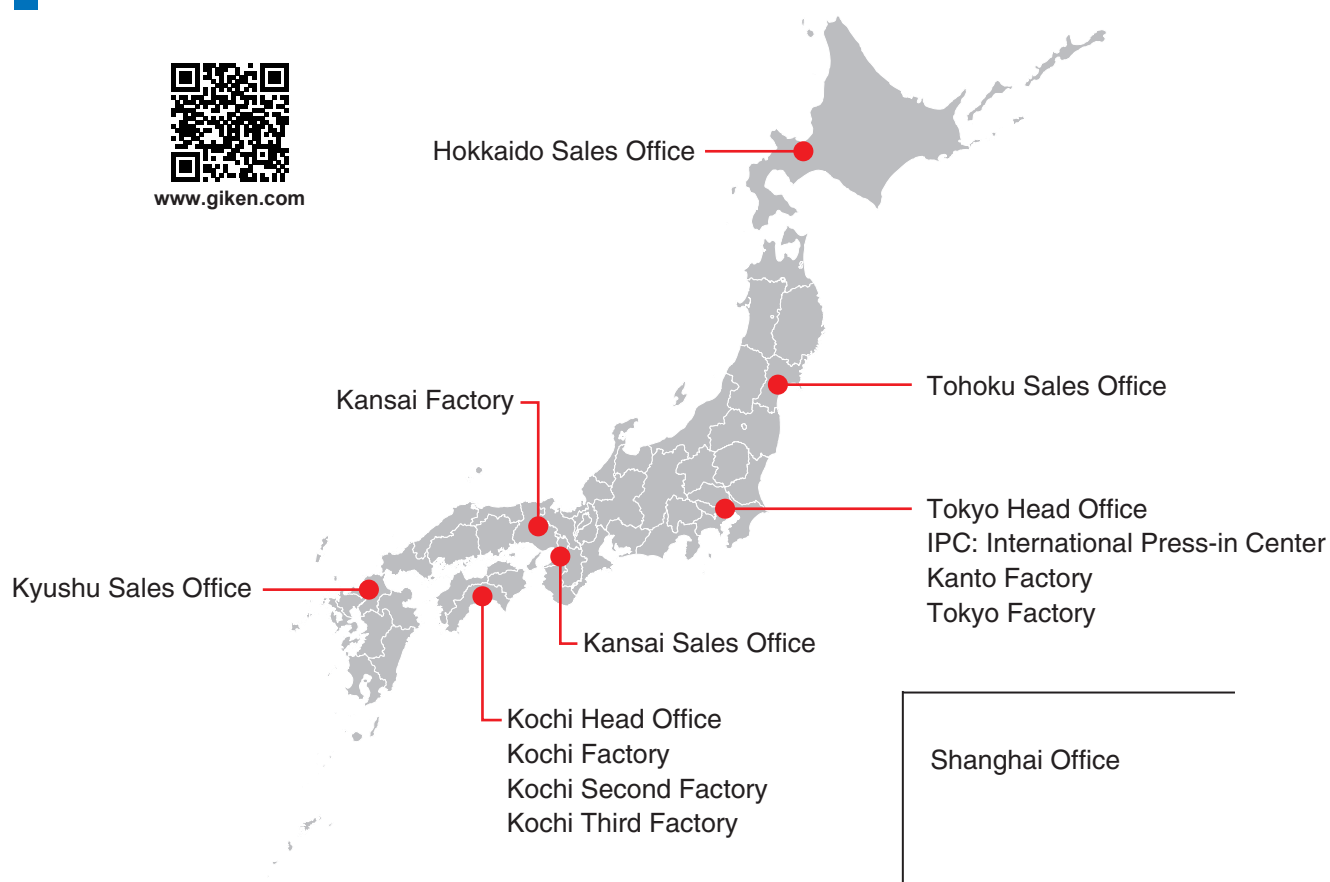 www.giken.com
Hokkaido Sales Office
Kansai Factory
Tohoku Sales Office
Tokyo Head Office
IPC: International Press-in Center
Kanto Factory
Tokyo Factory
Kyushu Sales Office
Kansai Sales Office
Kochi Head Office
Kochi Factory
Kochi Second Factory
Kochi Third Factory
Shanghai Office